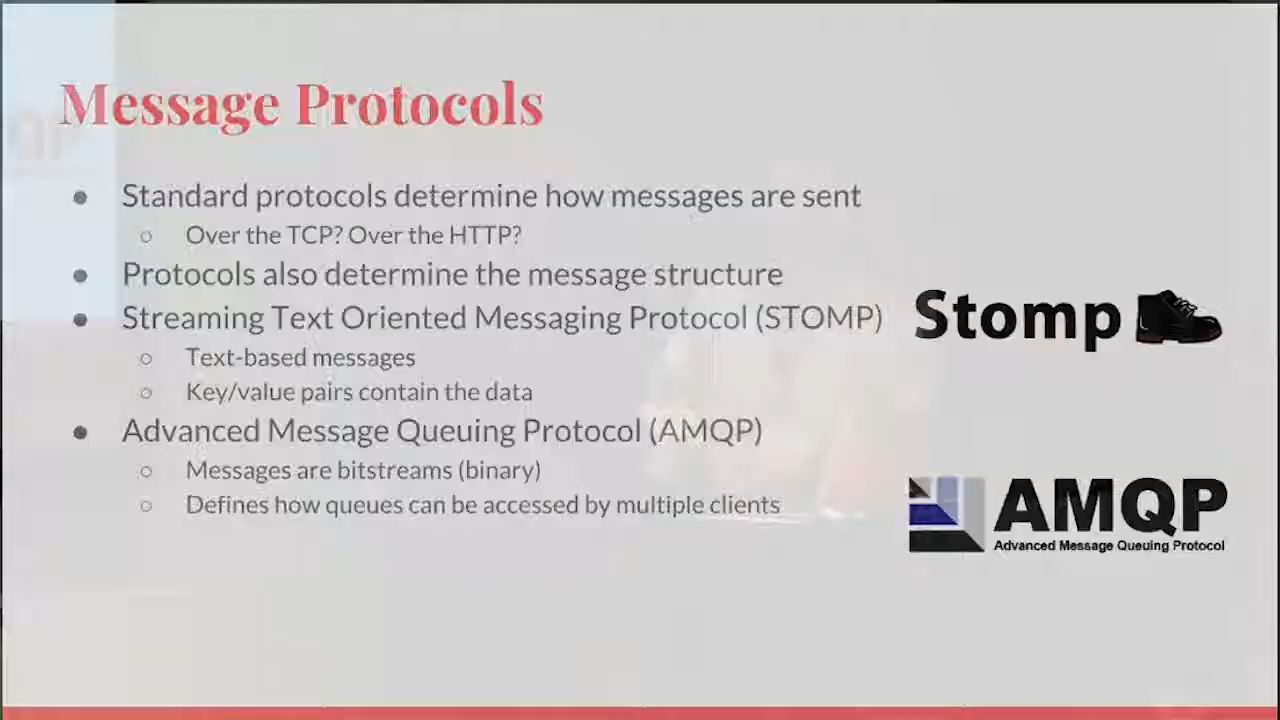 Message Protocols
● Standard protocols determine how messages are sent
○ Over the TCP? Over the HTTP?
● Protocols also determine the message structure
● Streaming Text Oriented Messaging Protocol (STOMP)
○ Text-based messages
○ Key/value pairs contain the data
● Advanced Message Queuing Protocol (AMQP)
○ Messages are bitstreams (binary)
○ Defines how queues can be accessed by multiple clients
Stomp
AMQP
Advanced Message Queuing Protocol